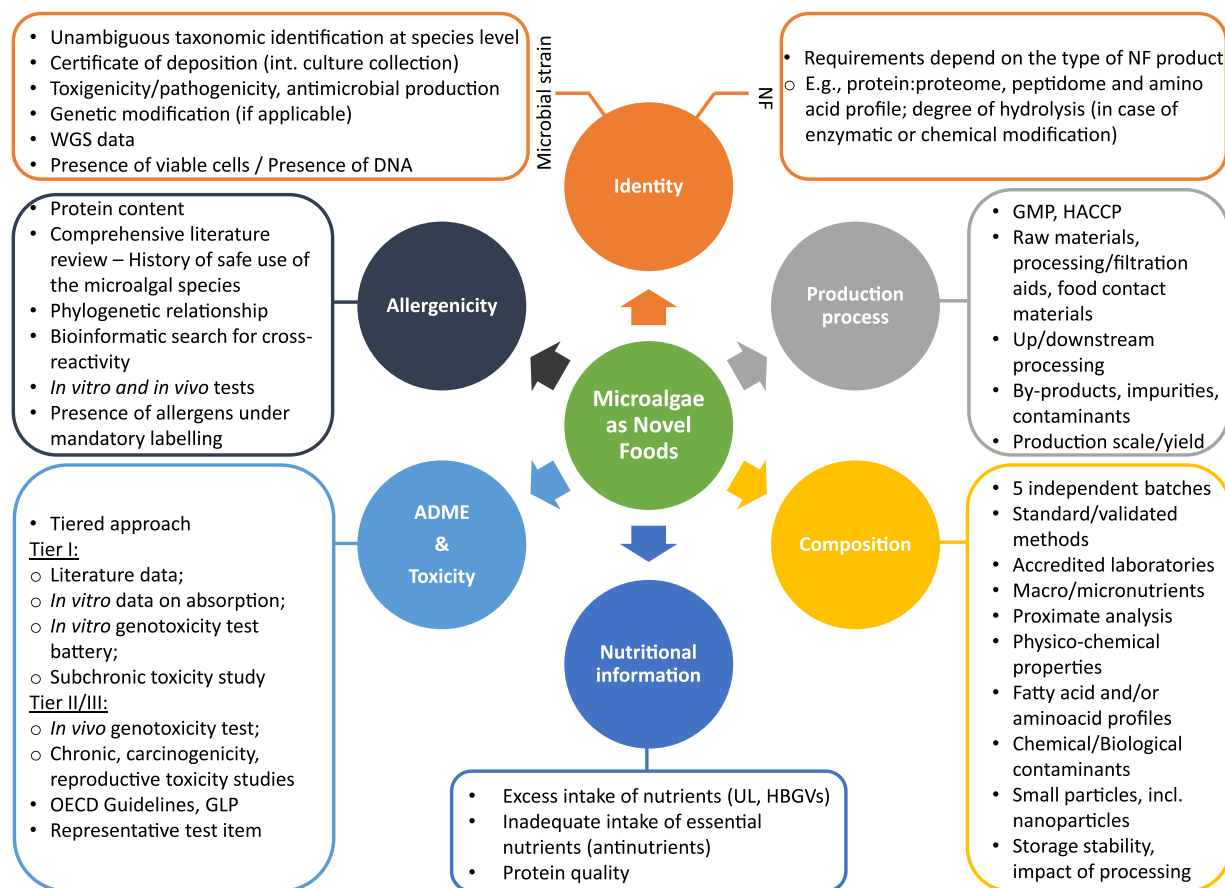 • Unambiguous taxonomic identification at species level
• Certificate of deposition (int. culture collection)
• Toxigenicity/pathogenicity, antimicrobial production
• Genetic modification (if applicable)
• WGS data
• Presence of viable cells / Presence of DNA
Microbial strain
NF
• Requirements depend on the type of NF product
○ E.g., protein:proteome, peptidome and amino
acid profile; degree of hydrolysis (in case of
enzymatic or chemical modification)
Identity
• Protein content
• Comprehensive literature
review – History of safe use of
the microalgal species
• Phylogenetic relationship
• Bioinformatic search for cross-
reactivity
• In vitro and in vivo tests
• Presence of allergens under
mandatory labelling
Allergenicity
Production
process
• GMP, HACCP
• Raw materials,
processing/filtration
aids, food contact
materials
• Up/downstream
processing
• By-products, impurities,
contaminants
• Production scale/yield
Microalgae
as Novel
Foods
• Tiered approach
Tier I:
○ Literature data;
○ In vitro data on absorption;
○ In vitro genotoxicity test
battery;
○ Subchronic toxicity study
Tier II/III:
○ In vivo genotoxicity test;
○ Chronic, carcinogenicity,
reproductive toxicity studies
• OECD Guidelines, GLP
• Representative test item
ADME
&
Toxicity
Composition
• 5 independent batches
• Standard/validated
methods
• Accredited laboratories
• Macro/micronutrients
• Proximate analysis
• Physico-chemical
properties
• Fatty acid and/or
aminoacid profiles
• Chemical/Biological
contaminants
• Small particles, incl.
nanoparticles
• Storage stability,
impact of processing
Nutritional
information
• Excess intake of nutrients (UL, HBGVs)
• Inadequate intake of essential
nutrients (antinutrients)
• Protein quality